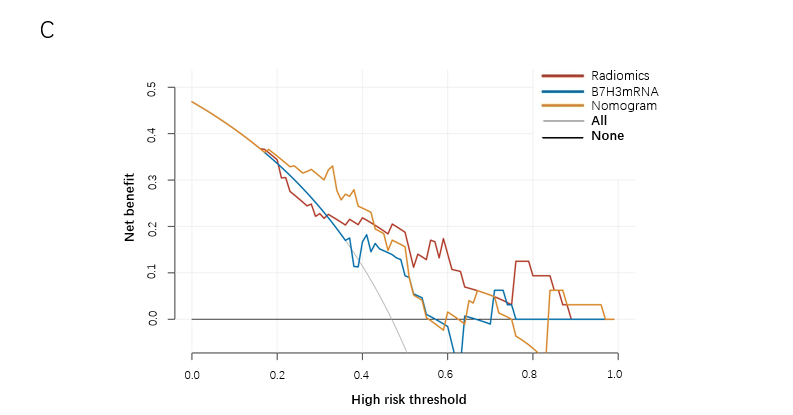 C
Radiomics
B7H3mRNA
Nomogram
All
None
Net benefit
0.5
0.4
0.3
0.2
0.1
0.0
0.0 0.2 0.4 0.6 0.8 1.0
High risk threshold